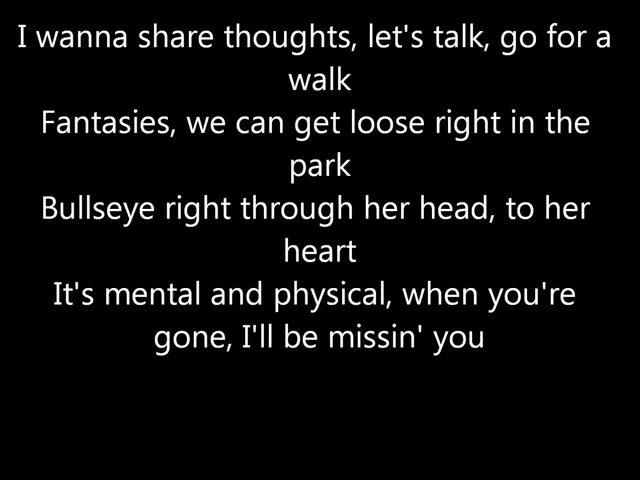 I wanna share thoughts, let's talk, go for a
walk
Fantasies, we can get loose right in the
park
Bullseye right through her head, to her
heart
It's mental and physical, when you're
gone, I'll be missin' you